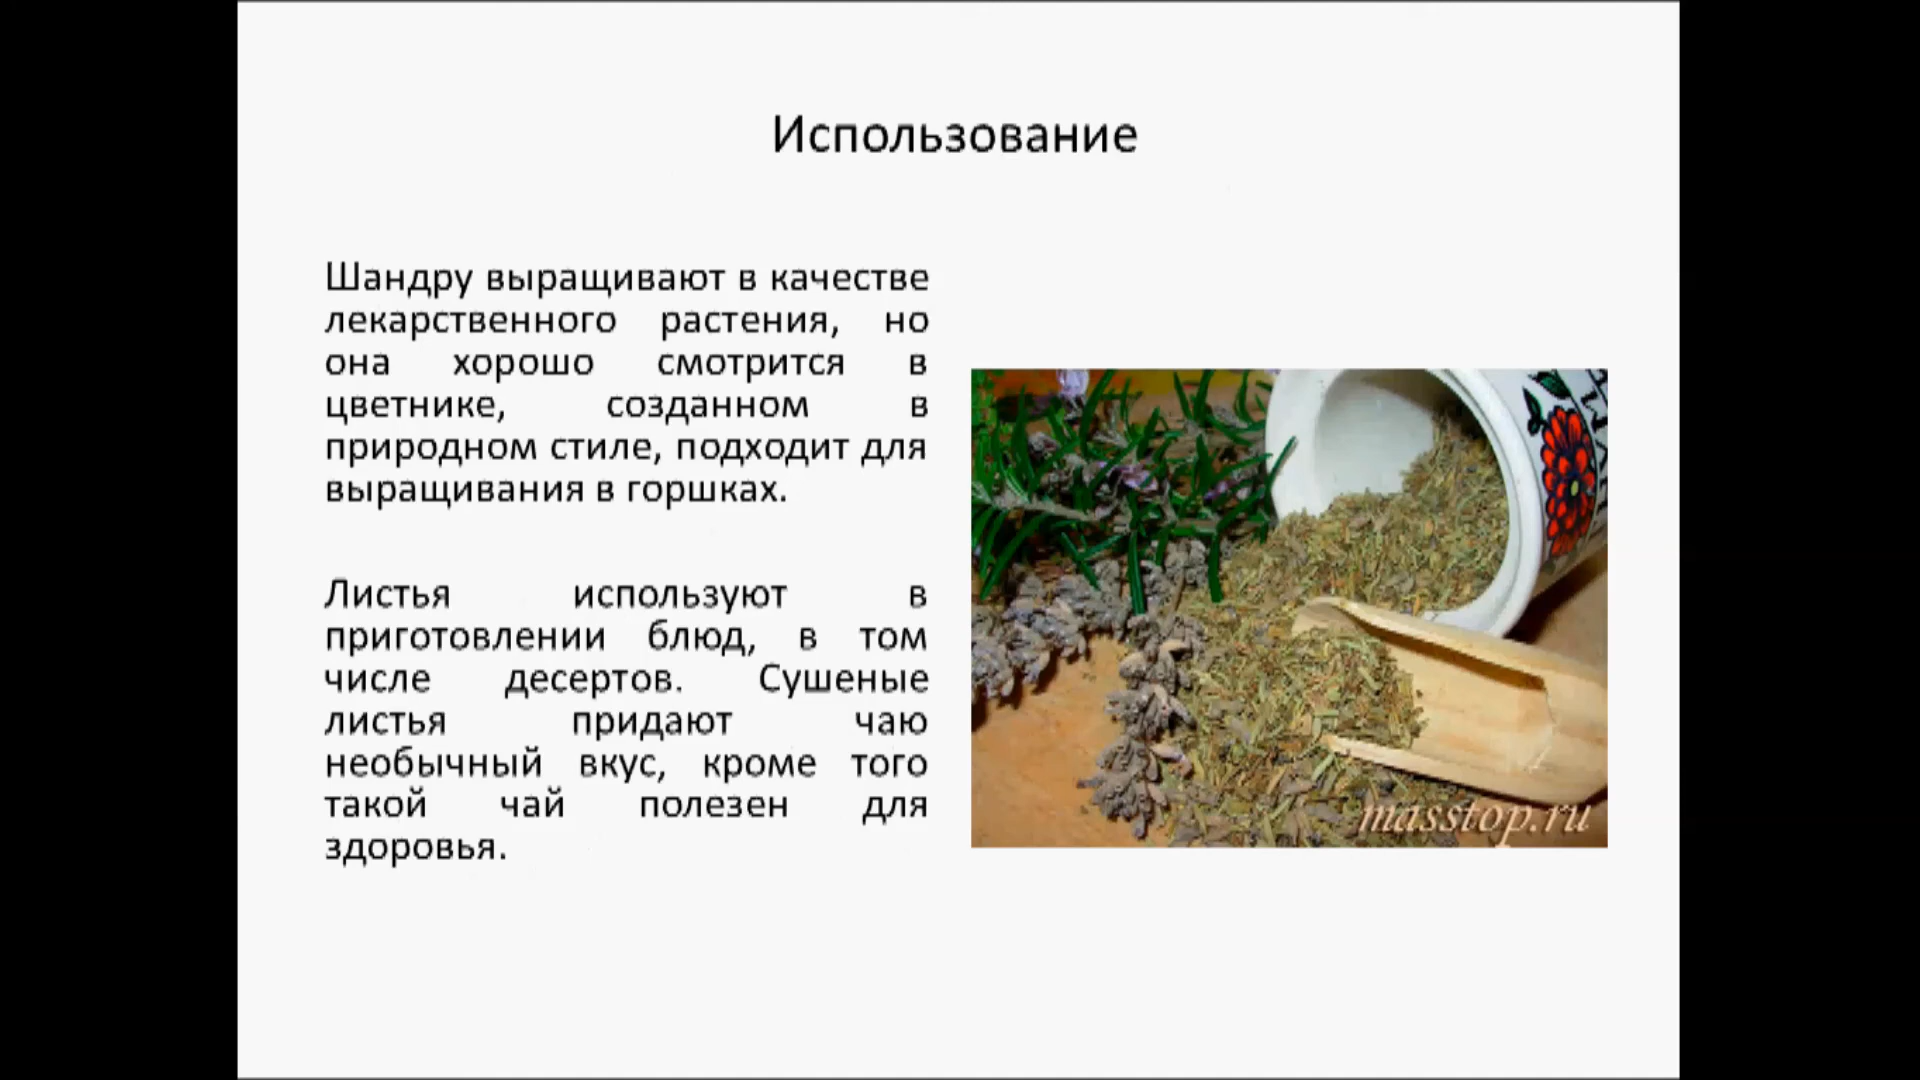 Использование
Шандру выращивают в качестве
лекарственного растения, но
она хорошо смотрится в
цветнике, созданном в
природном стиле, подходит для
выращивания в горшках.
Листья используют в
приготовлении блюд, в том
числе десертов. Сушеные
листья придают чаю
необычный вкус, кроме того
такой чай полезен для
здоровья.
masstop.ru